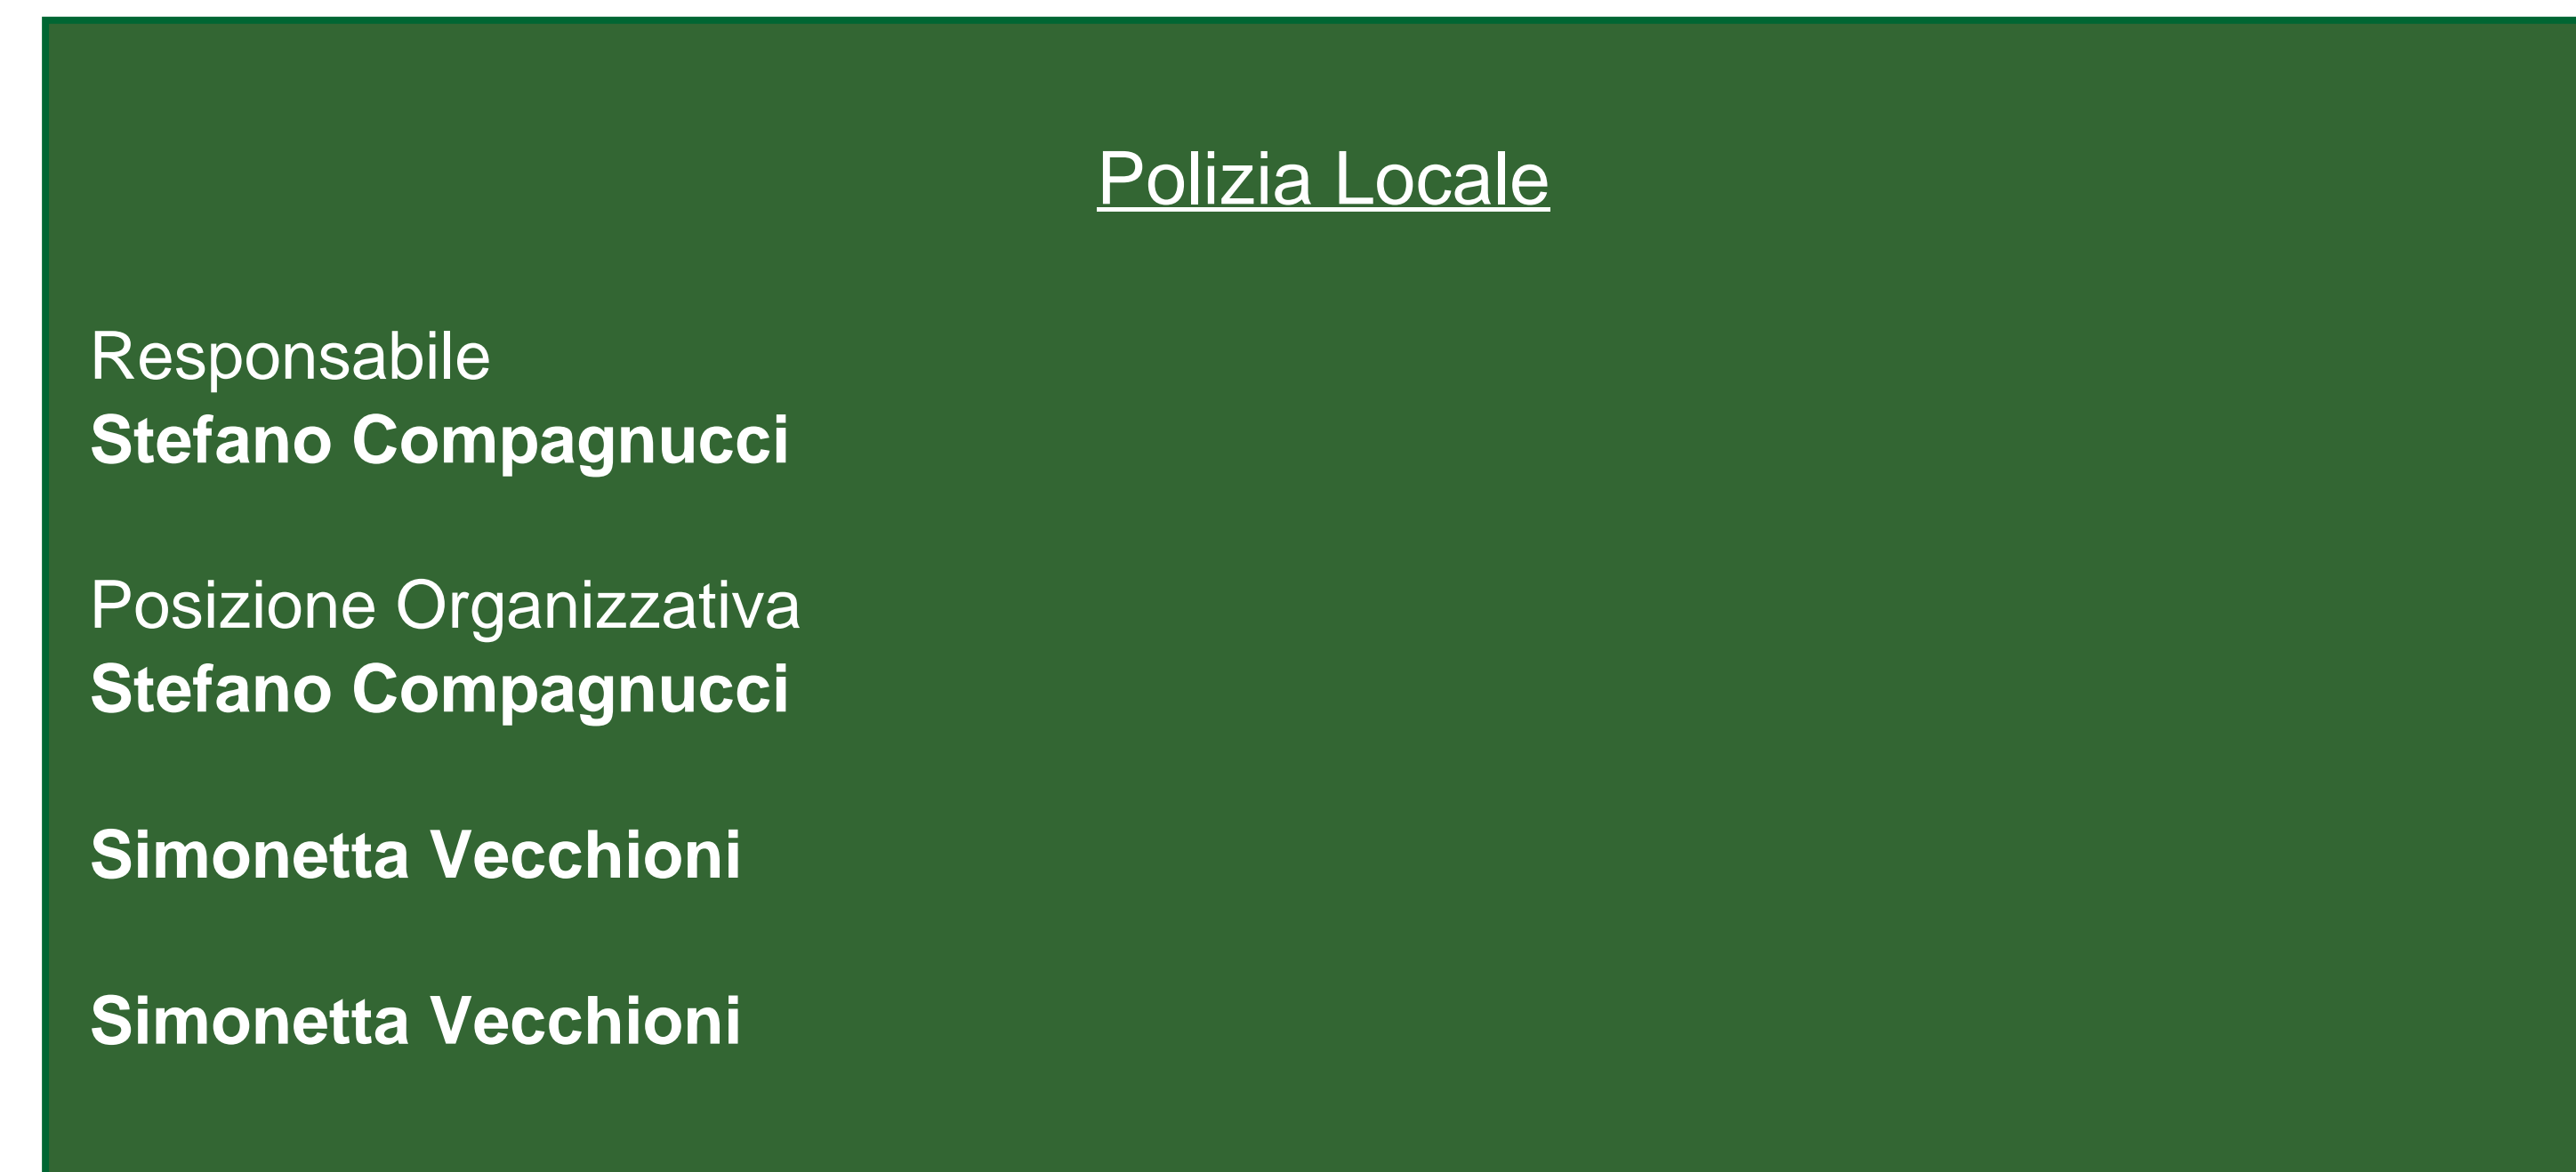 Polizia Locale
Responsabile
Stefano Compagnucci
Posizione Organizzativa
Stefano Compagnucci
Simonetta Vecchioni
Simonetta Vecchioni